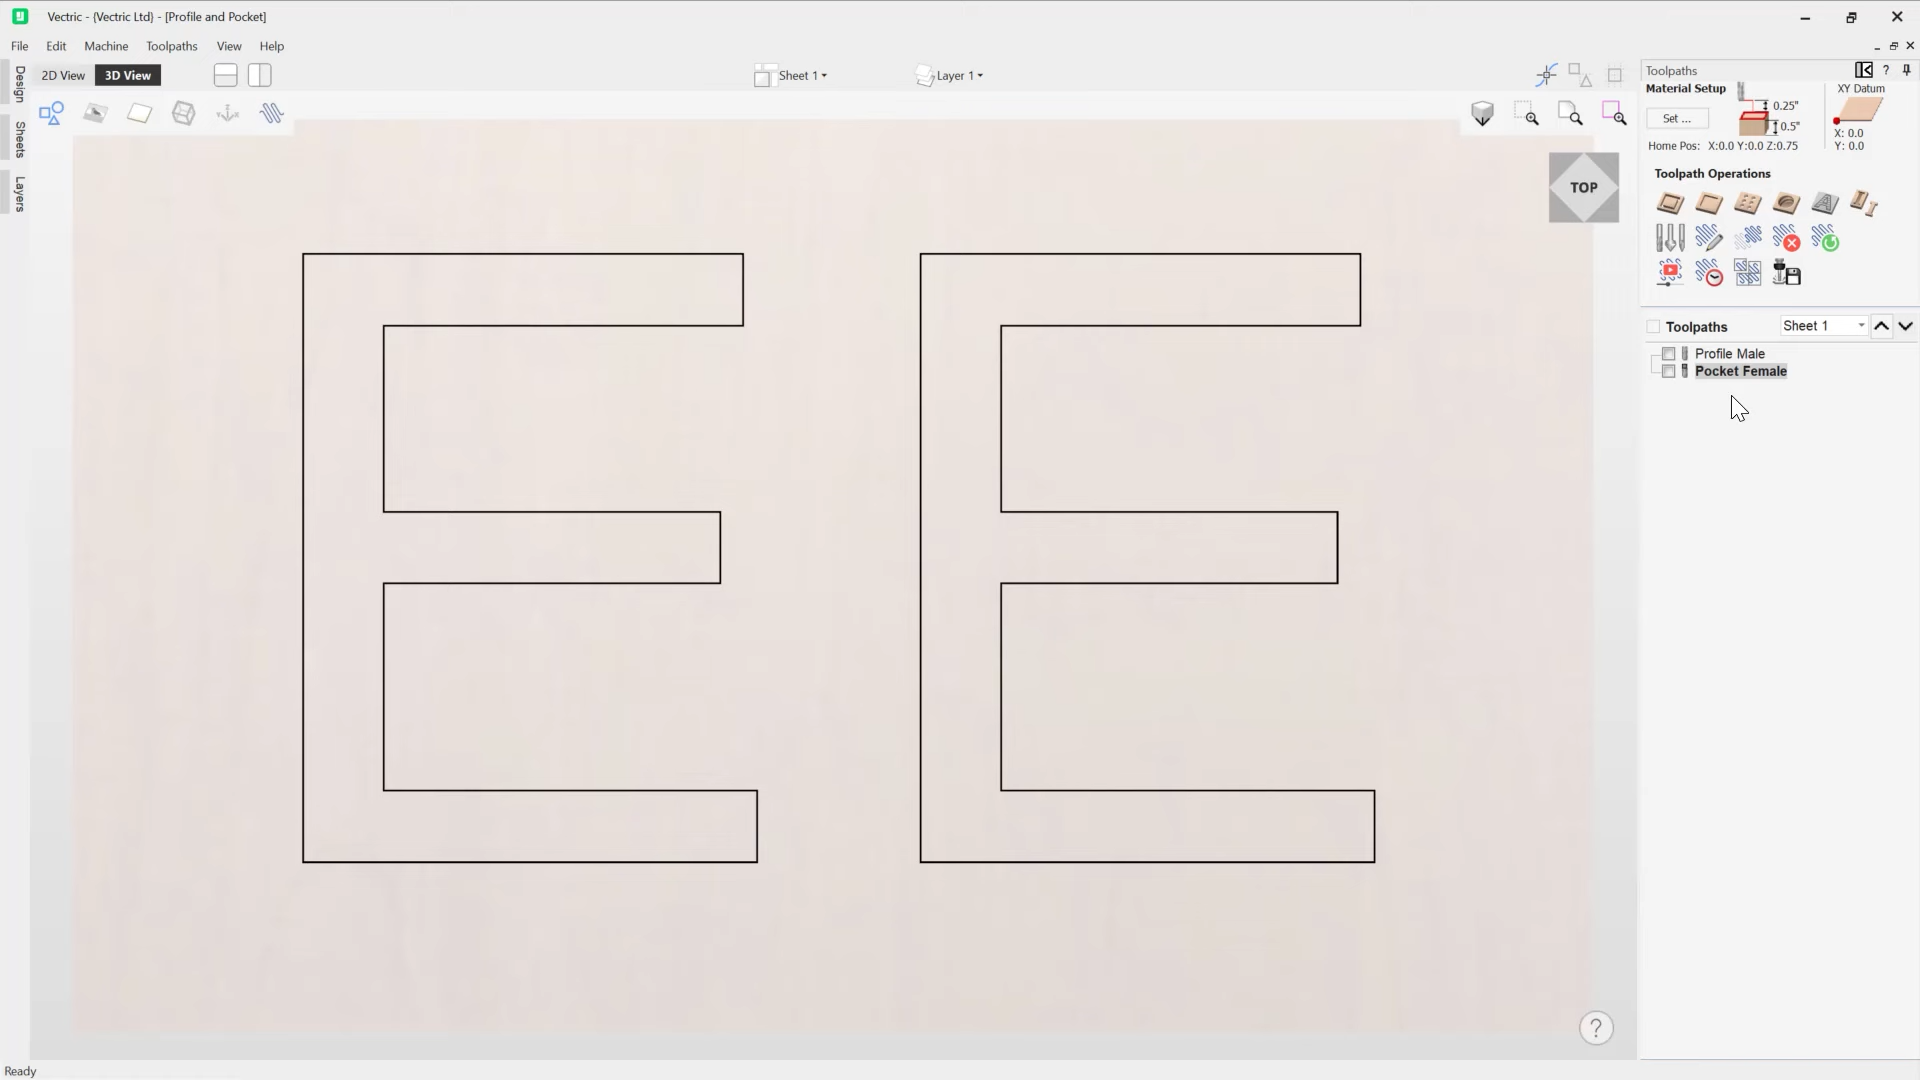 Vectric - {Vectric Ltd} - [Profile and Pocket]
File Edit Machine Toolpaths View Help
2D View 3D View
Sheet 1
Layer 1
Design
Sheets
Layers
TOP
E E
Toolpaths
Material Setup
XY Datum
Set ...
0.25"
0.5"
X: 0.0
Y: 0.0
Home Pos: X:0.0 Y:0.0 Z:0.75
Toolpath Operations
Toolpaths Sheet 1
Profile Male
Pocket Female
Ready